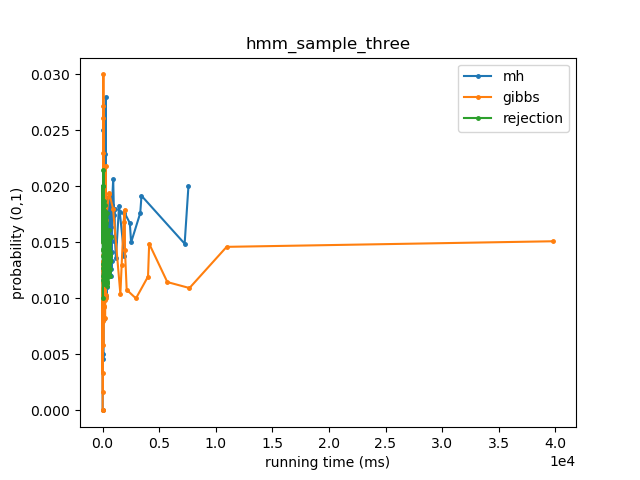 hmm_sample_three
mh
gibbs
rejection
probability (0,1)
0.030
0.025
0.020
0.015
0.010
0.005
0.000
0.0 0.5 1.0 1.5 2.0 2.5 3.0 3.5 4.0
1e4
running time (ms)